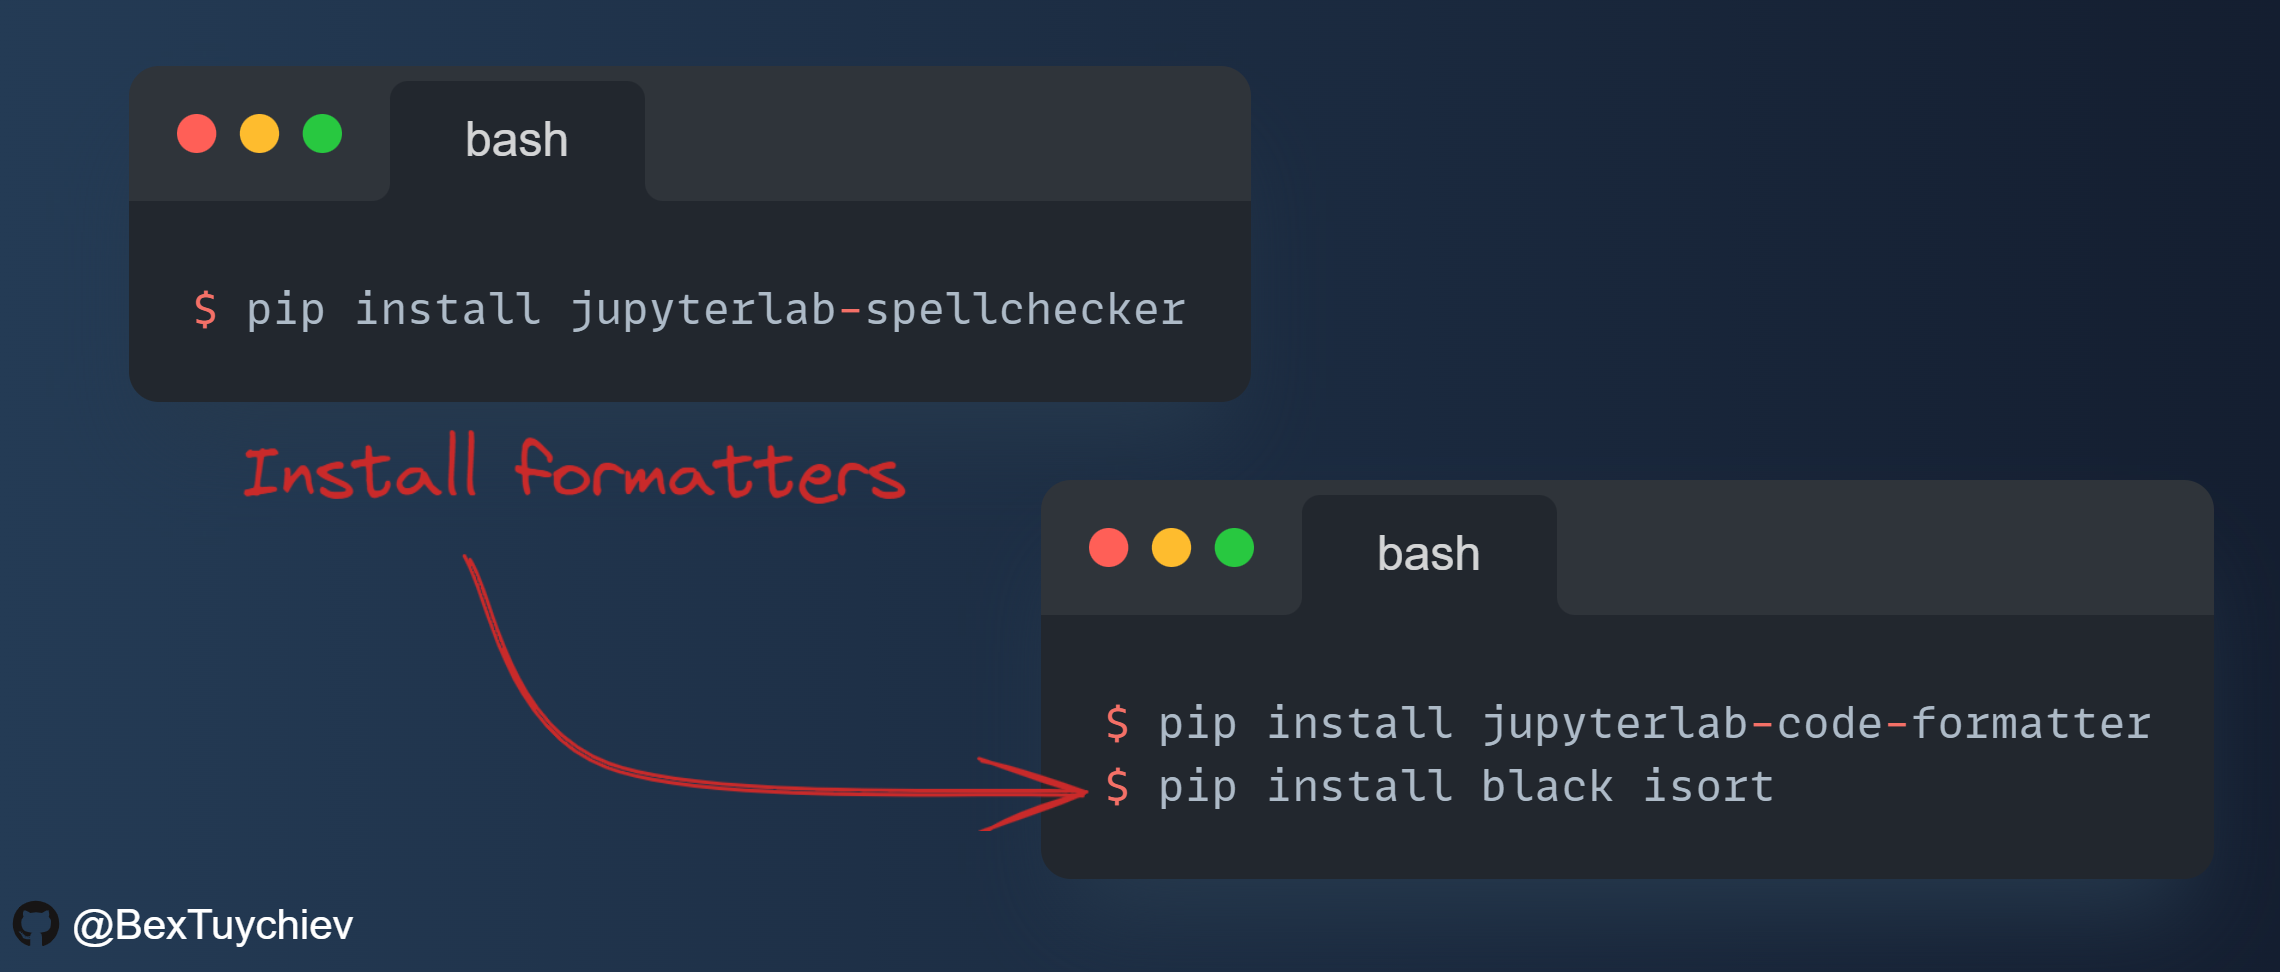 bash
$ pip install jupyterlab-spellchecker
Install formatters
bash
$ pip install jupyterlab-code-formatter
$ pip install black isort
@BexTuychiev